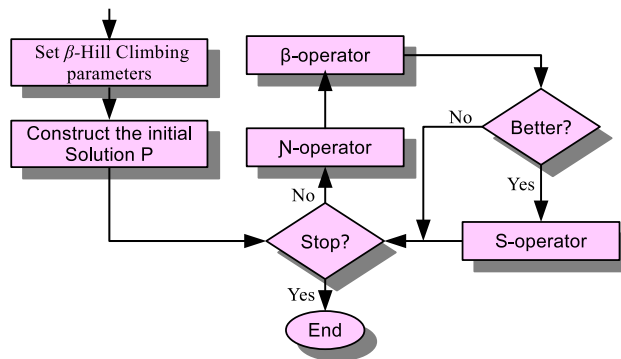 Set β-Hill Climbing
parameters
Construct the initial
Solution P
β-operator
N-operator
No
Stop?
Yes
End
Better?
No
Yes
S-operator